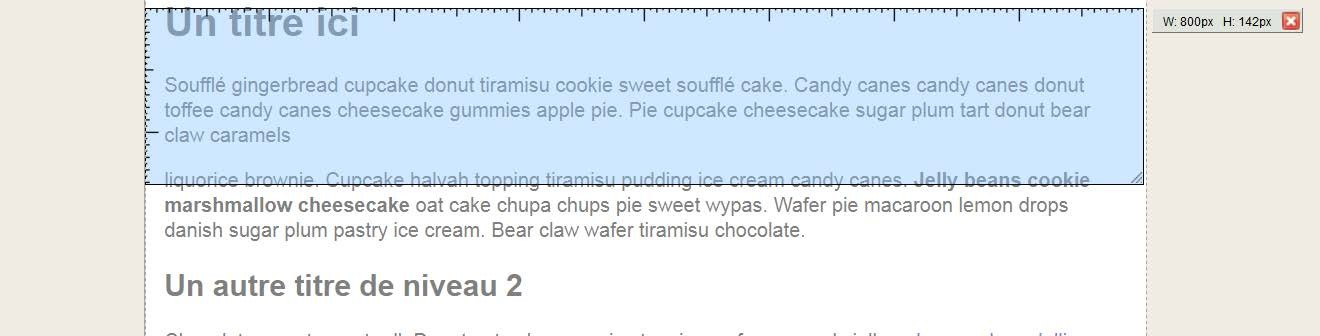 Un titre ici
W: 800px H: 142px
Soufflé gingerbread cupcake donut tiramisu cookie sweet soufflé cake. Candy canes candy canes donut
toffee candy canes cheesecake gummies apple pie. Pie cupcake cheesecake sugar plum tart donut bear
claw caramels
liquorice brownie. Cupcake halvah topping tiramisu pudding ice cream candy canes. Jelly beans cookie
marshmallow cheesecake oat cake chupa chups pie sweet wypas. Wafer pie macaroon lemon drops
danish sugar plum pastry ice cream. Bear claw wafer tiramisu chocolate.
Un autre titre de niveau 2